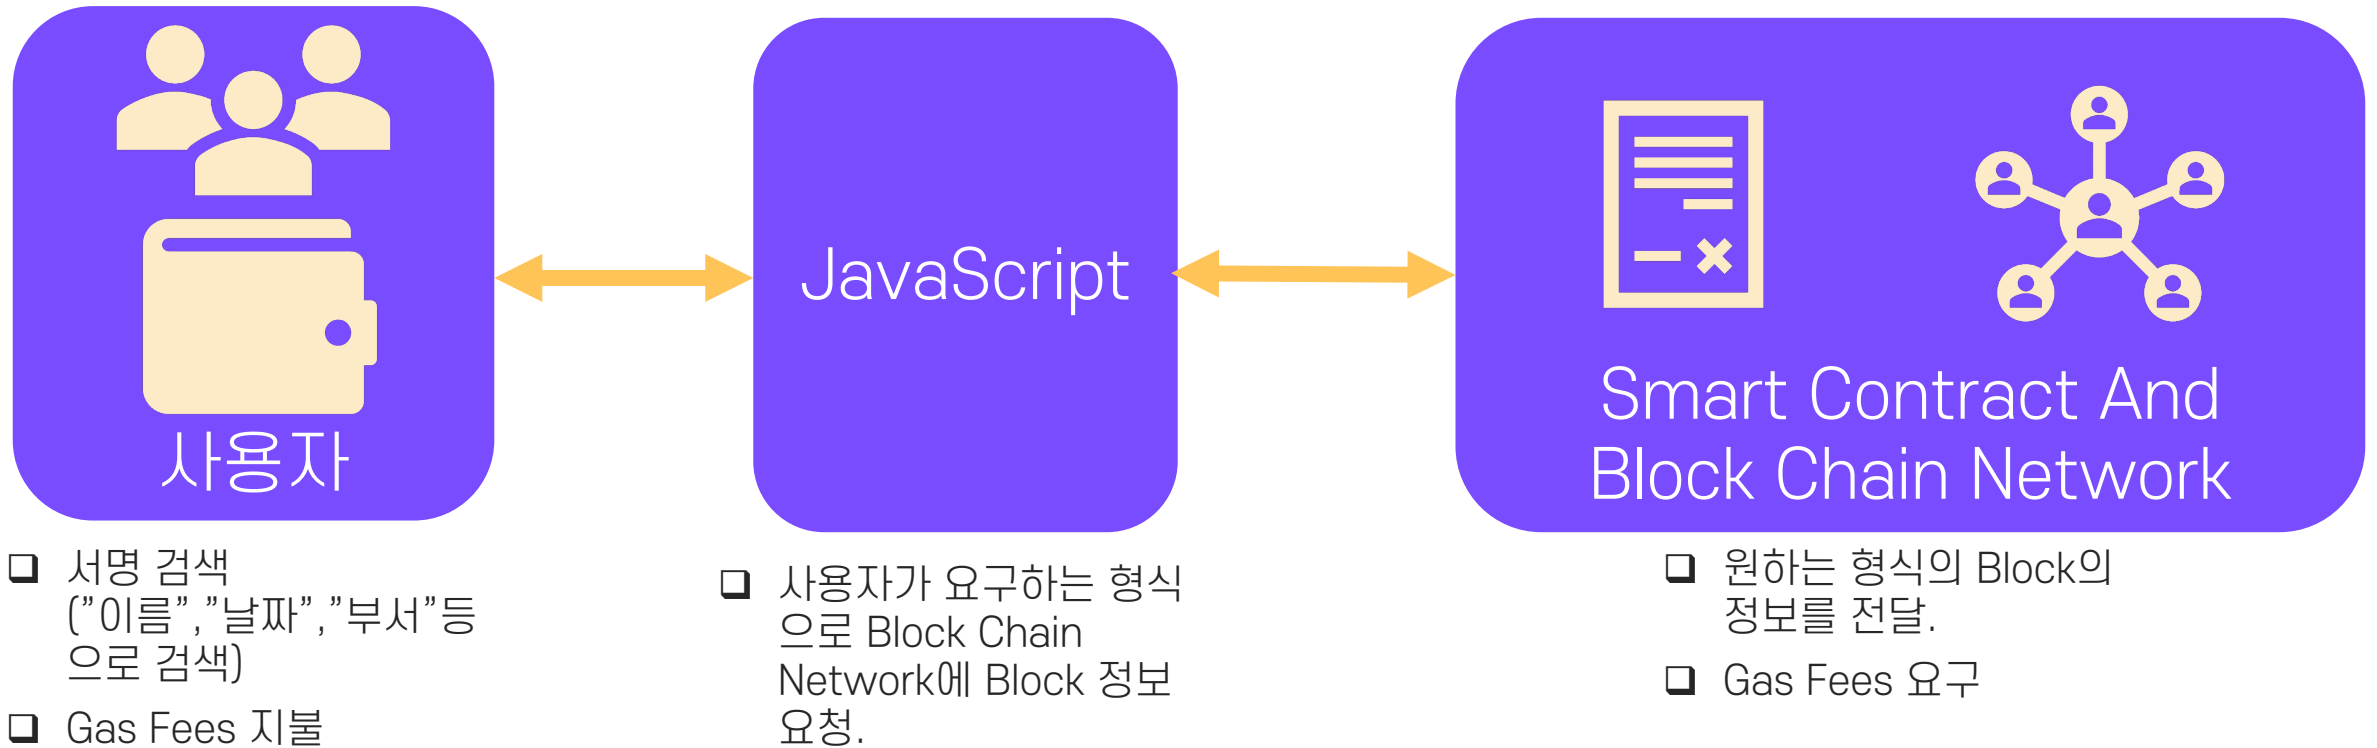 사용자
❑ 서명 검색
(”이름”,”날짜”,”부서”등
으로 검색)
❑ Gas Fees 지불
JavaScript
❑ 사용자가 요구하는 형식
으로 Block Chain
Network에 Block 정보
요청.
Smart Contract And
Block Chain Network
❑ 원하는 형식의 Block의
정보를 전달.
❑ Gas Fees 요구